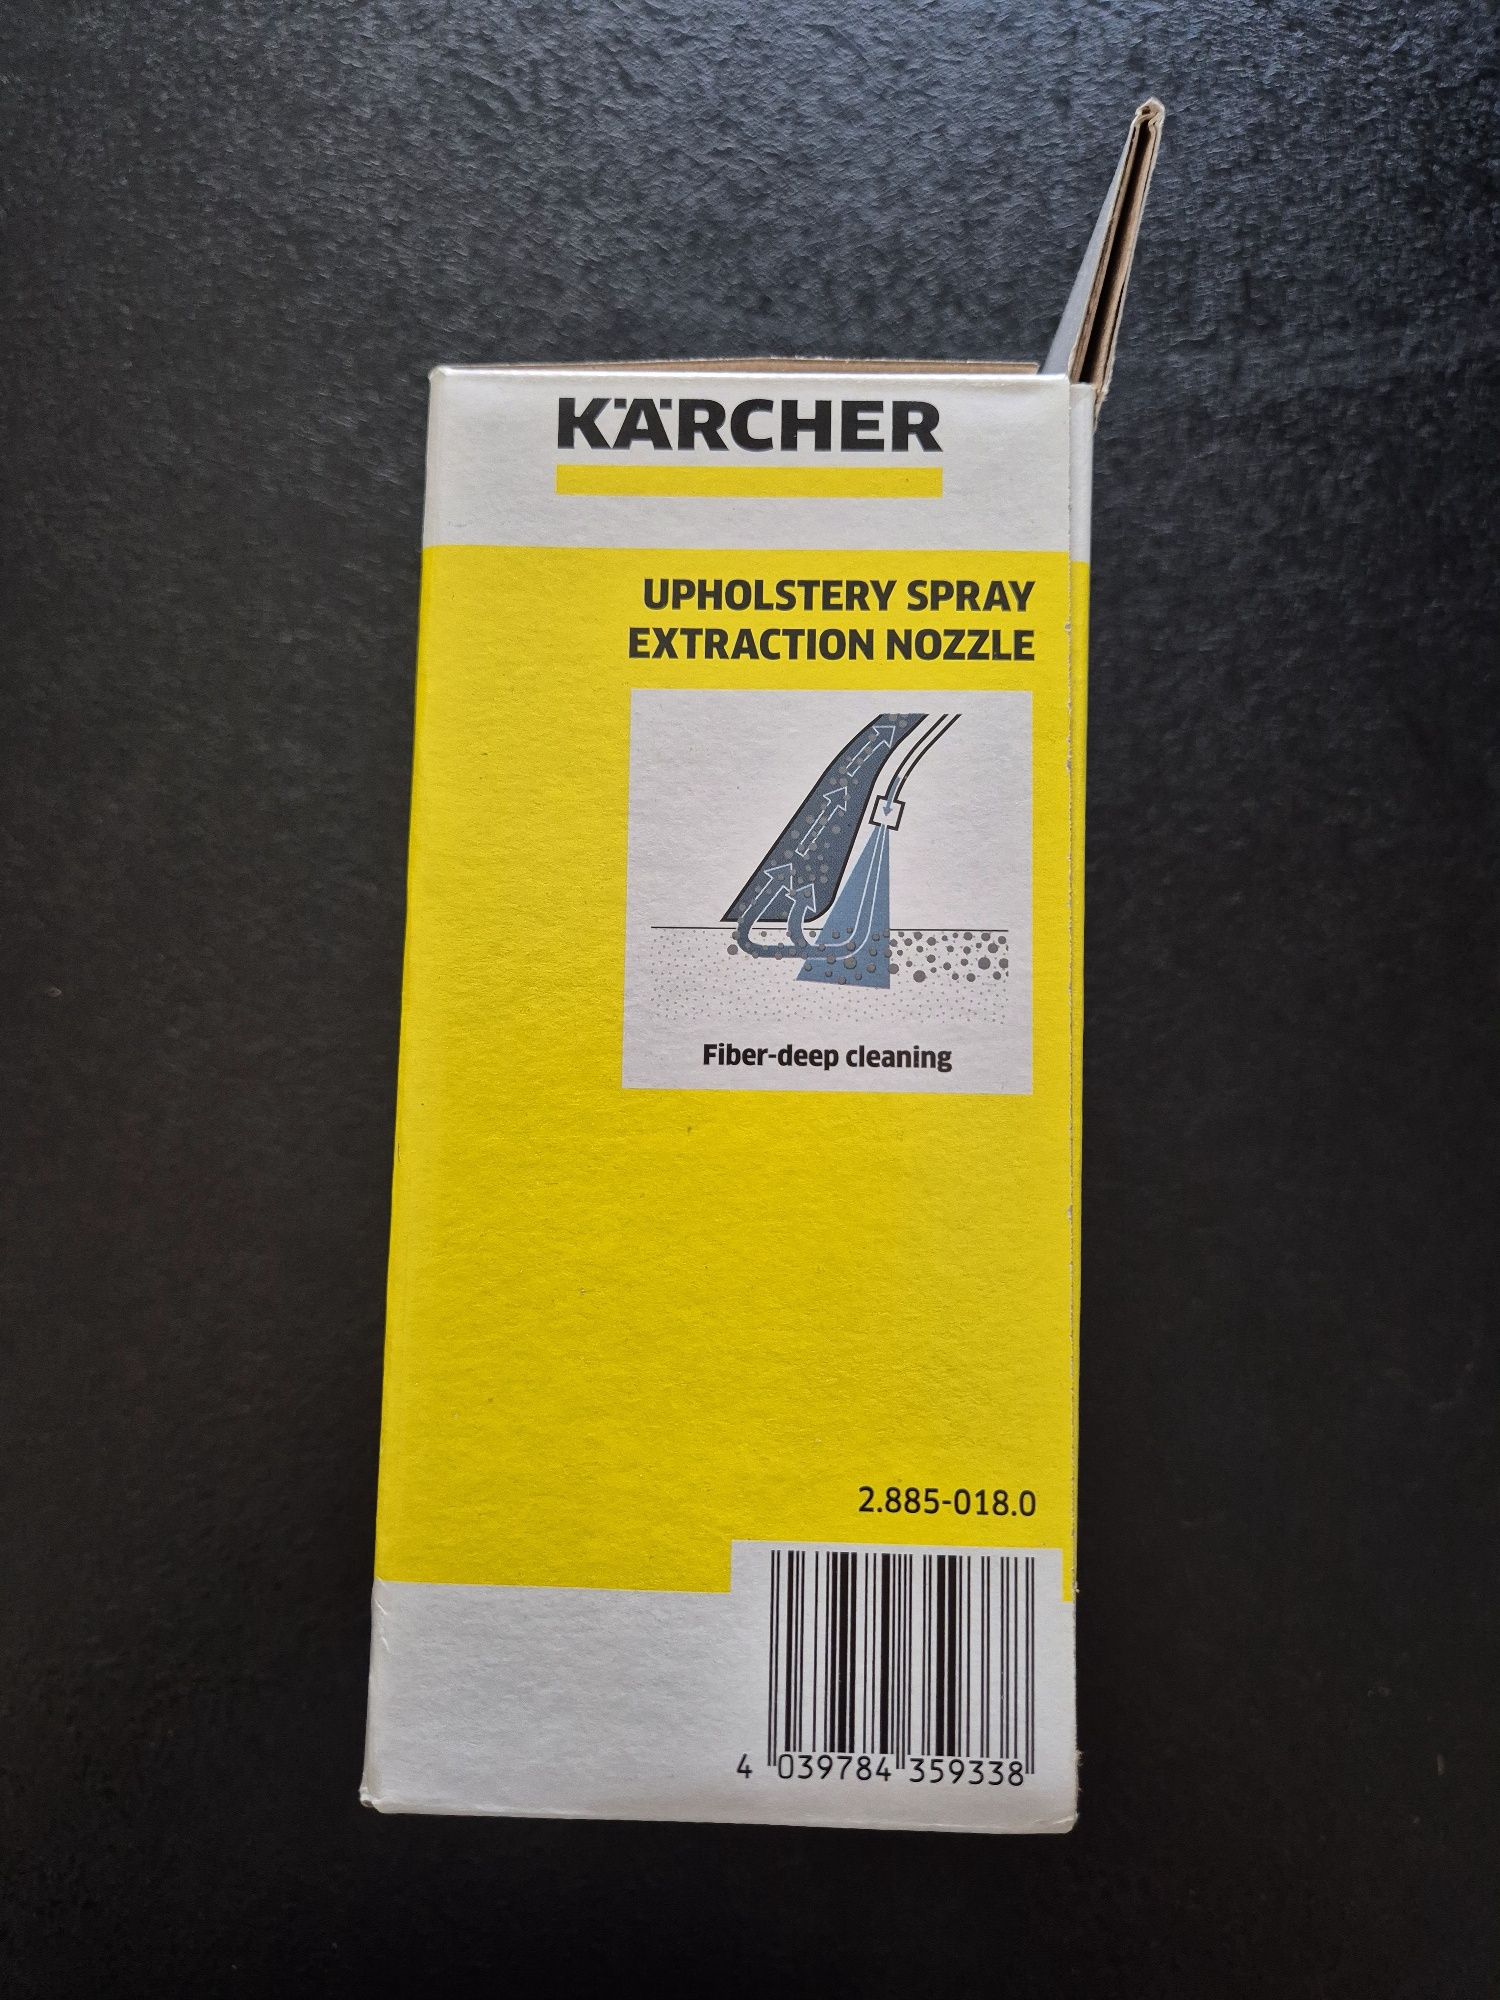 KÄRCHER
UPHOLSTERY SPRAY
EXTRACTION NOZZLE
Fiber-deep cleaning
2.885-018.0
4 039784 359338